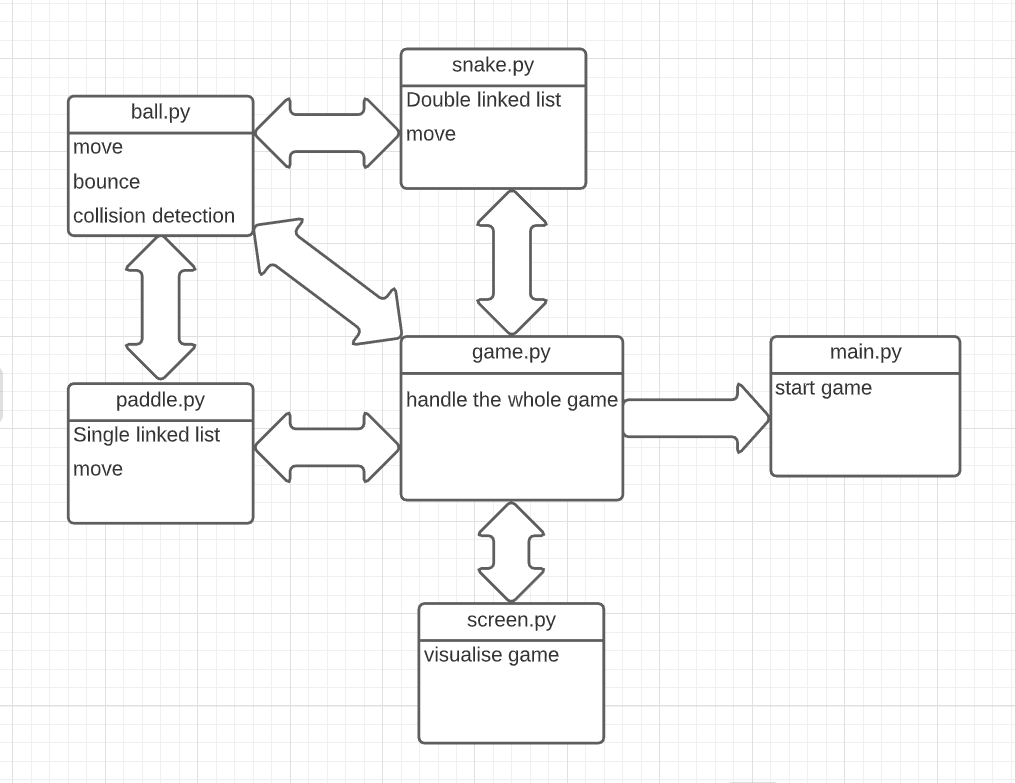 snake.py
Double linked list
move
ball.py
move
bounce
collision detection
game.py
handle the whole game
main.py
start game
paddle.py
Single linked list
move
screen.py
visualise game